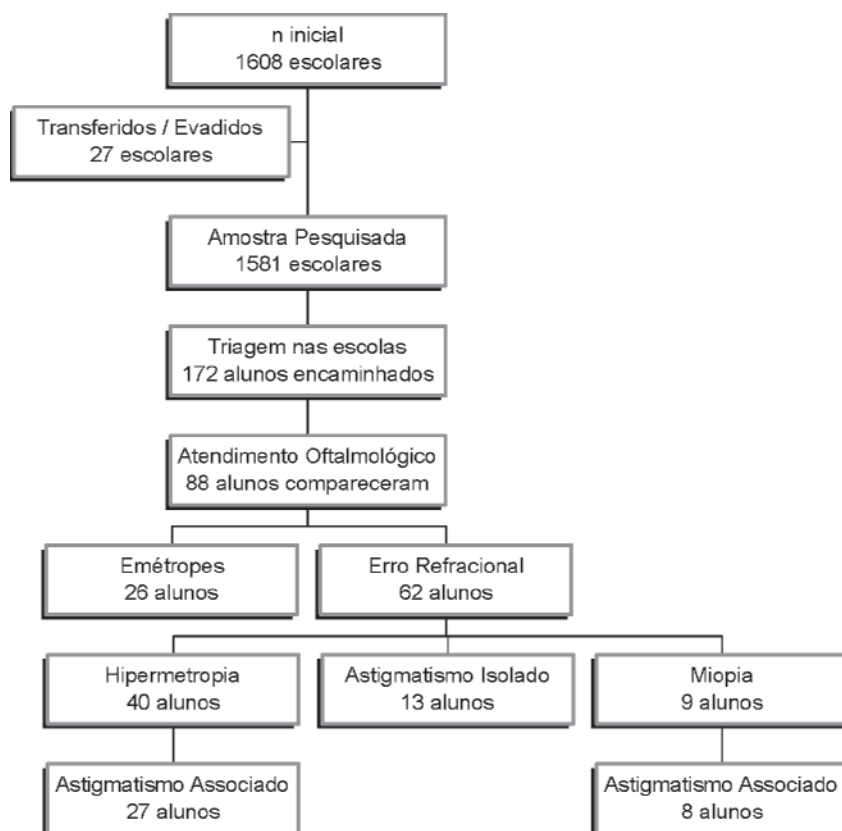 n inicial
1608 escolares
Transferidos / Evadidos
27 escolares
Amostra Pesquisada
1581 escolares
Triagem nas escolas
172 alunos encaminhados
Atendimento Oftalmológico
88 alunos compareceram
Emétropes
26 alunos
Erro Refracional
62 alunos
Hipermetropia
40 alunos
Astigmatismo Isolado
13 alunos
Miopia
9 alunos
Astigmatismo Associado
27 alunos
Astigmatismo Associado
8 alunos